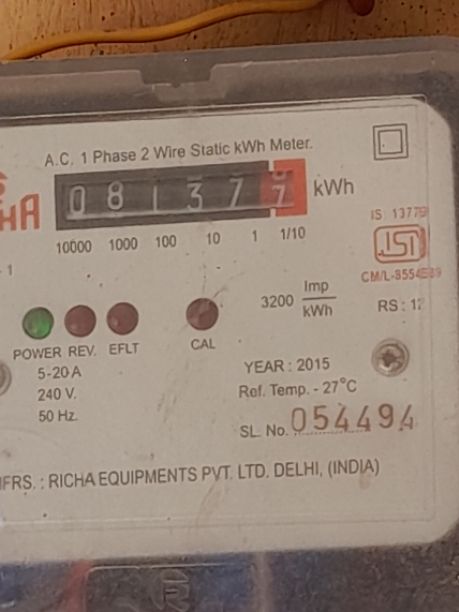 A.C. 1 Phase 2 Wire Static kWh Meter.
HA
0 8 1 3 7 7 kWh
10000 1000 100 10 1 1/10
IS 13779
ISI
CM/L-8554
RS : 12
3200 Imp
kWh
POWER REV. EFLT CAL
5-20 A
240 V.
50 Hz.
YEAR : 2015
Ref. Temp. - 27°C
SL. No. 054494
MFRS. : RICHA EQUIPMENTS PVT. LTD. DELHI, (INDIA)